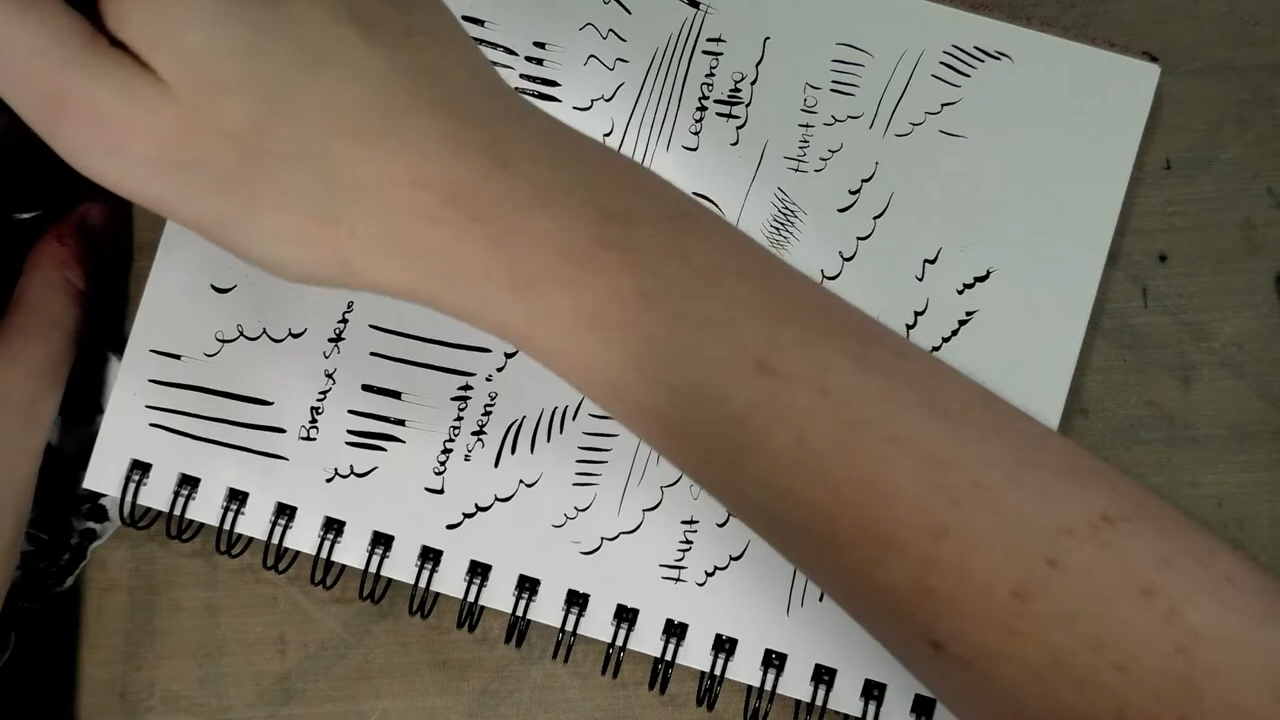 Leonardt
Hiro
Hunt 107
Brause Steno
Leonardt
"Steno"
Hunt